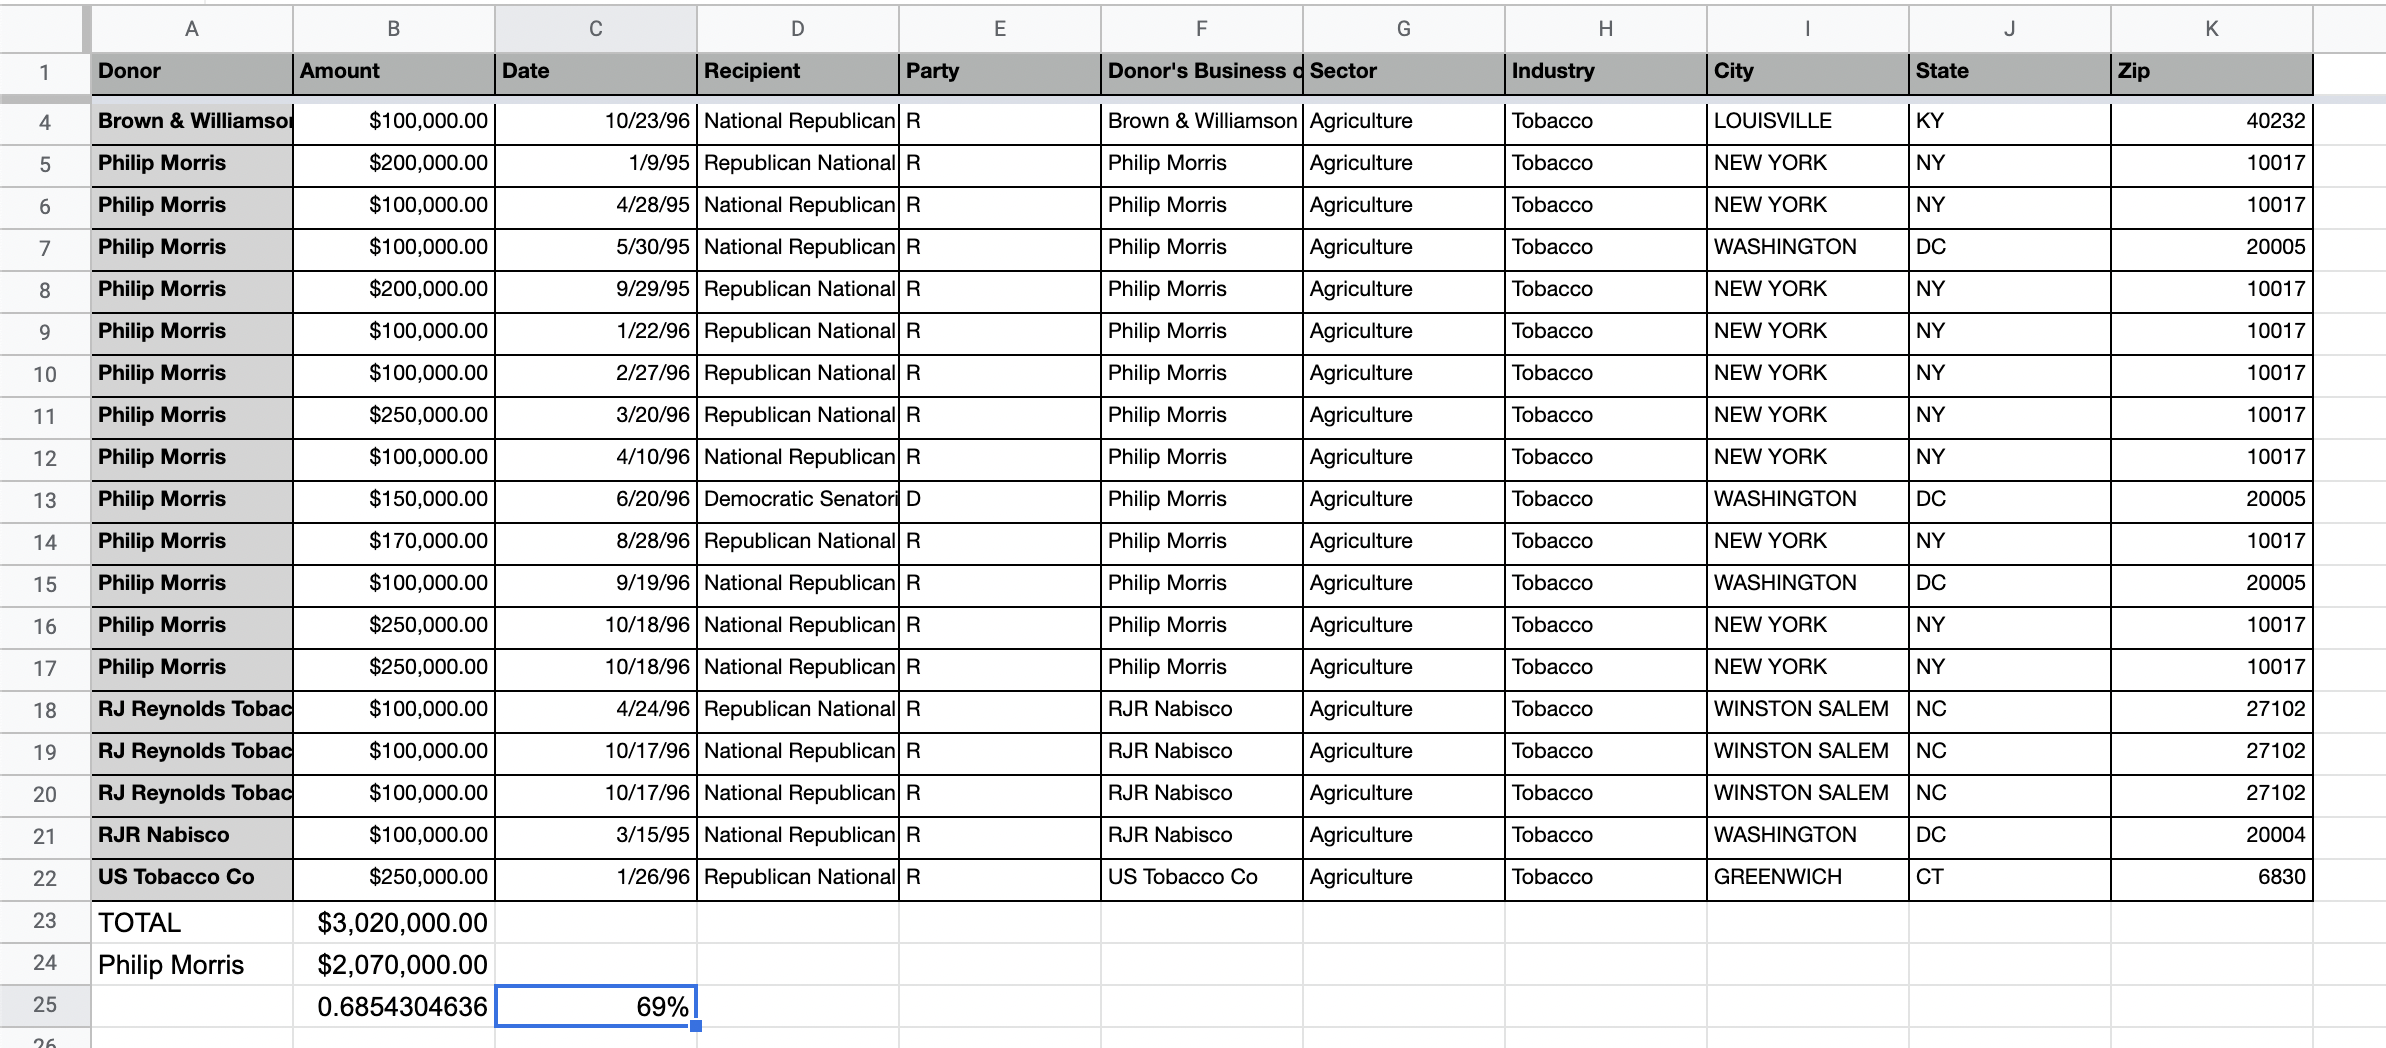 A B C D E F G H I J K
1 Donor Amount Date Recipient Party Donor's Business Sector Industry City State Zip
4 Brown & Williamson $100,000.00 10/23/96 National Republican R Brown & Williamson Agriculture Tobacco LOUISVILLE KY 40232
5 Philip Morris $200,000.00 1/9/95 Republican National R Philip Morris Agriculture Tobacco NEW YORK NY 10017
6 Philip Morris $100,000.00 4/28/95 National Republican R Philip Morris Agriculture Tobacco NEW YORK NY 10017
7 Philip Morris $100,000.00 5/30/95 National Republican R Philip Morris Agriculture Tobacco WASHINGTON DC 20005
8 Philip Morris $200,000.00 9/29/95 Republican National R Philip Morris Agriculture Tobacco NEW YORK NY 10017
9 Philip Morris $100,000.00 1/22/96 Republican National R Philip Morris Agriculture Tobacco NEW YORK NY 10017
10 Philip Morris $100,000.00 2/27/96 Republican National R Philip Morris Agriculture Tobacco NEW YORK NY 10017
11 Philip Morris $250,000.00 3/20/96 Republican National R Philip Morris Agriculture Tobacco NEW YORK NY 10017
12 Philip Morris $100,000.00 4/10/96 National Republican R Philip Morris Agriculture Tobacco NEW YORK NY 10017
13 Philip Morris $150,000.00 6/20/96 Democratic Senatori D Philip Morris Agriculture Tobacco WASHINGTON DC 20005
14 Philip Morris $170,000.00 8/28/96 Republican National R Philip Morris Agriculture Tobacco NEW YORK NY 10017
15 Philip Morris $100,000.00 9/19/96 National Republican R Philip Morris Agriculture Tobacco WASHINGTON DC 20005
16 Philip Morris $250,000.00 10/18/96 National Republican R Philip Morris Agriculture Tobacco NEW YORK NY 10017
17 Philip Morris $250,000.00 10/18/96 National Republican R Philip Morris Agriculture Tobacco NEW YORK NY 10017
18 RJ Reynolds Tobac $100,000.00 4/24/96 Republican National R RJR Nabisco Agriculture Tobacco WINSTON SALEM NC 27102
19 RJ Reynolds Tobac $100,000.00 10/17/96 National Republican R RJR Nabisco Agriculture Tobacco WINSTON SALEM NC 27102
20 RJ Reynolds Tobac $100,000.00 10/17/96 National Republican R RJR Nabisco Agriculture Tobacco WINSTON SALEM NC 27102
21 RJR Nabisco $100,000.00 3/15/95 National Republican R RJR Nabisco Agriculture Tobacco WASHINGTON DC 20004
22 US Tobacco Co $250,000.00 1/26/96 Republican National R US Tobacco Co Agriculture Tobacco GREENWICH CT 6830
23 TOTAL $3,020,000.00
24 Philip Morris $2,070,000.00
25 0.6854304636 69%
26